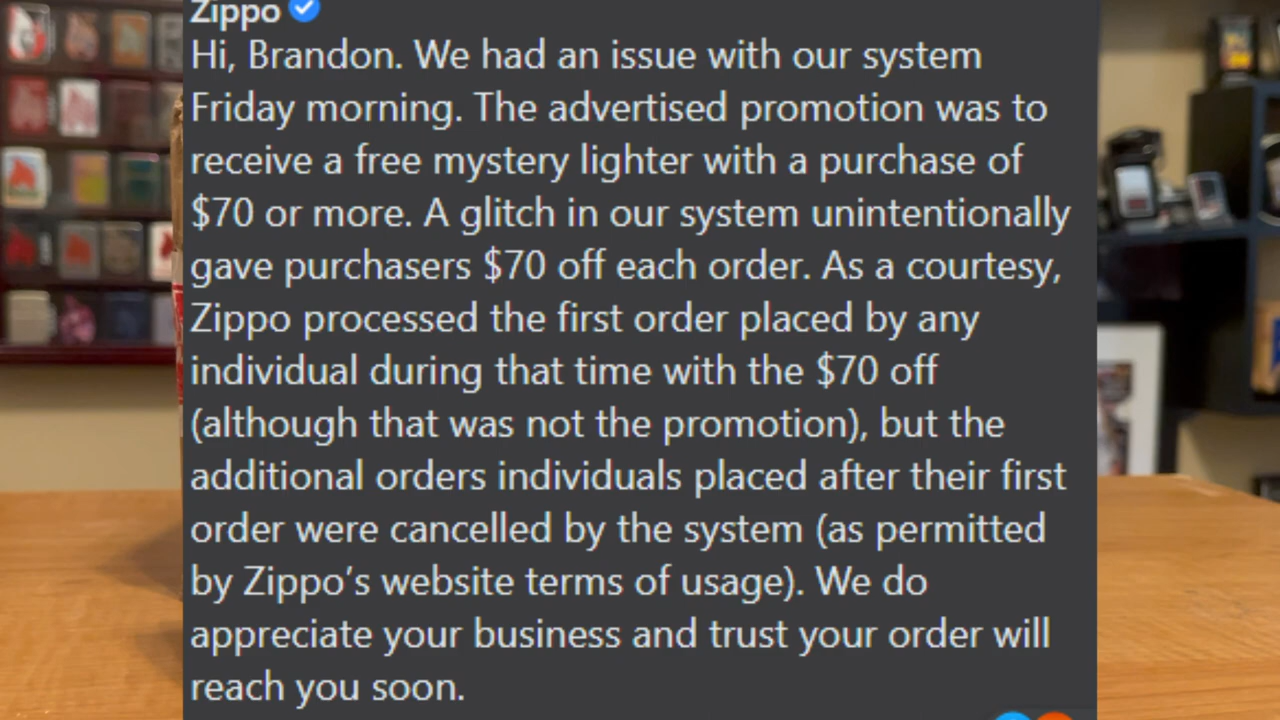 Zippo
Hi, Brandon. We had an issue with our system
Friday morning. The advertised promotion was to
receive a free mystery lighter with a purchase of
$70 or more. A glitch in our system unintentionally
gave purchasers $70 off each order. As a courtesy,
Zippo processed the first order placed by any
individual during that time with the $70 off
(although that was not the promotion), but the
additional orders individuals placed after their first
order were cancelled by the system (as permitted
by Zippo's website terms of usage). We do
appreciate your business and trust your order will
reach you soon.